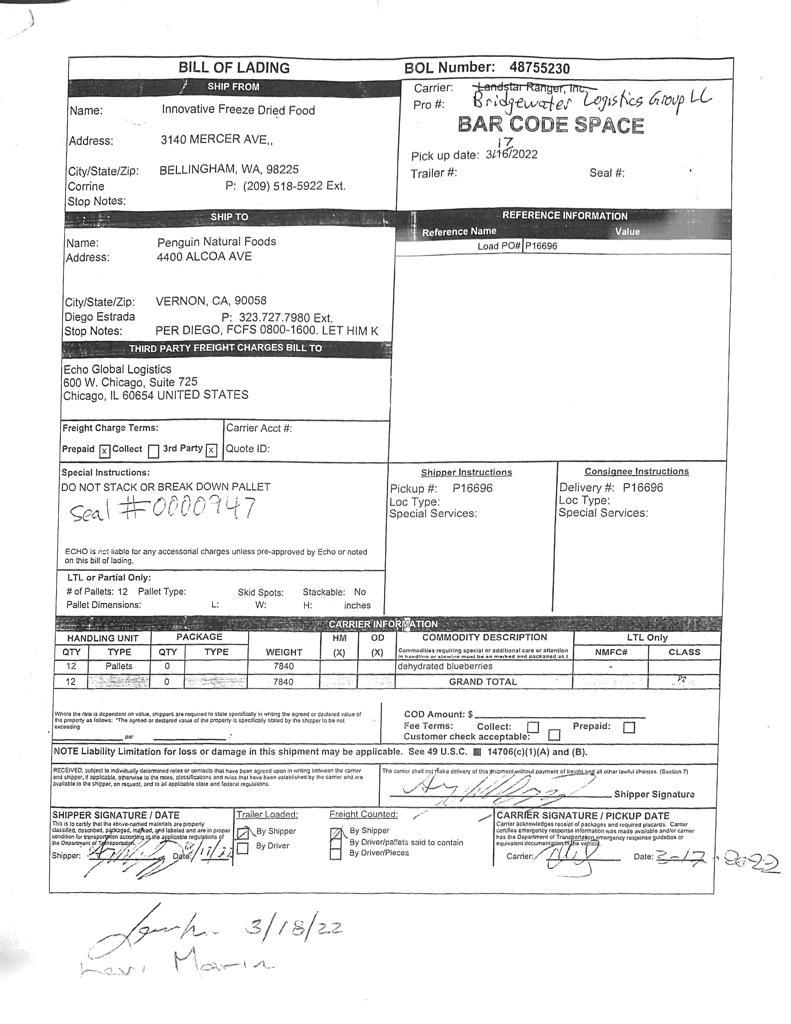 BILL OF LADING
BOL Number: 48755230
SHIP FROM
Name: Innovative Freeze Dried Food
Address: 3140 MERCER AVE,,
City/State/Zip: BELLINGHAM, WA, 98225
Corrine P: (209) 518-5922 Ext.
Stop Notes:
Carrier: Landstar Ranger, Inc.
Pro #: Bridgewater Logistics Group LLC
BAR CODE SPACE
17
Pick up date: 3/16/2022
Trailer #: Seal #:
SHIP TO
Name: Penguin Natural Foods
Address: 4400 ALCOA AVE
City/State/Zip: VERNON, CA, 90058
Diego Estrada P: 323.727.7980 Ext.
Stop Notes: PER DIEGO, FCFS 0800-1600. LET HIM K
REFERENCE INFORMATION
Reference Name Value
Load PO# P16696
THIRD PARTY FREIGHT CHARGES BILL TO
Echo Global Logistics
600 W. Chicago, Suite 725
Chicago, IL 60654 UNITED STATES
Freight Charge Terms: Carrier Acct #:
Prepaid x Collect 3rd Party x Quote ID:
Special Instructions:
DO NOT STACK OR BREAK DOWN PALLET
Seal #0000947
ECHO is not liable for any accessorial charges unless pre-approved by Echo or noted
on this bill of lading.
Shipper Instructions
Pickup #: P16696
Loc Type:
Special Services:
Consignee Instructions
Delivery #: P16696
Loc Type:
Special Services:
LTL or Partial Only:
# of Pallets: 12 Pallet Type: Skid Spots: Stackable: No
Pallet Dimensions: L: W: H: inches
CARRIER INFORMATION
HANDLING UNIT PACKAGE HM OD COMMODITY DESCRIPTION LTL Only
QTY TYPE QTY TYPE WEIGHT (X) (X) Commodities requiring special or additional care or attention NMFC# CLASS
in handling or stowing must be so marked and packaged as t
12 Pallets 0 7840 dehydrated blueberries -
12 0 7840 GRAND TOTAL
Where the rate is dependent on value, shippers are required to state specifically in writing the agreed or declared value of
the property as follows: "The agreed or declared value of the property is specifically stated by the shipper to be not
exceeding
per .
COD Amount: $
Fee Terms: Collect: Prepaid:
Customer check acceptable:
NOTE Liability Limitation for loss or damage in this shipment may be applicable. See 49 U.S.C. ■ 14706(c)(1)(A) and (B).
RECEIVED, subject to individually determined rates or contacts that have been agreed upon in writing between the carrier
and shipper, if applicable, otherwise to the rates, classifications and rules that have been established by the carrier and are
available to the shipper, on request, and to all applicable state and federal regulations.
The carrier shall not make delivery of this shipment without payment of freight and all other lawful charges. (Section 7)
Shipper Signature
SHIPPER SIGNATURE / DATE
This is to certify that the above-named materials are properly
classified, described, packaged, marked, and labeled and are in proper
condition for transportation according to the applicable regulations of
the Department of Transportation.
Shipper: Date: 3/17/22
Trailer Loaded:
By Shipper
By Driver
Freight Counted:
By Shipper
By Driver/pallets said to contain
By Driver/Pieces
CARRIER SIGNATURE / PICKUP DATE
Carrier acknowledges receipt of packages and required placards. Carrier
certifies emergency response information was made available and/or carrier
has the Department of Transportation emergency response guidebook or
equivalent documentation in the vehicle.
Carrier: Date: 3-17-2022
3/18/22
Levi Marin